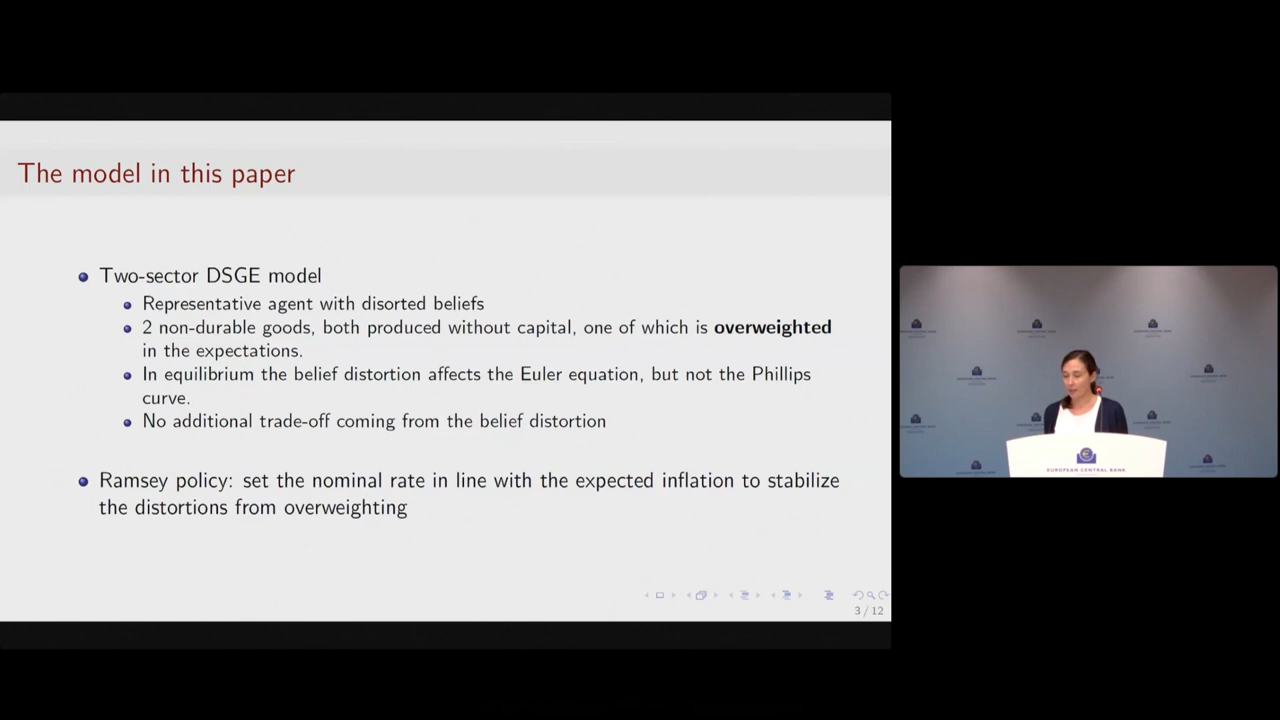 The model in this paper
Two-sector DSGE model
Representative agent with disorted beliefs
2 non-durable goods, both produced without capital, one of which is overweighted
in the expectations.
In equilibrium the belief distortion affects the Euler equation, but not the Phillips
curve.
No additional trade-off coming from the belief distortion
Ramsey policy: set the nominal rate in line with the expected inflation to stabilize
the distortions from overweighting
3 / 12
EUROPEAN CENTRAL BANK